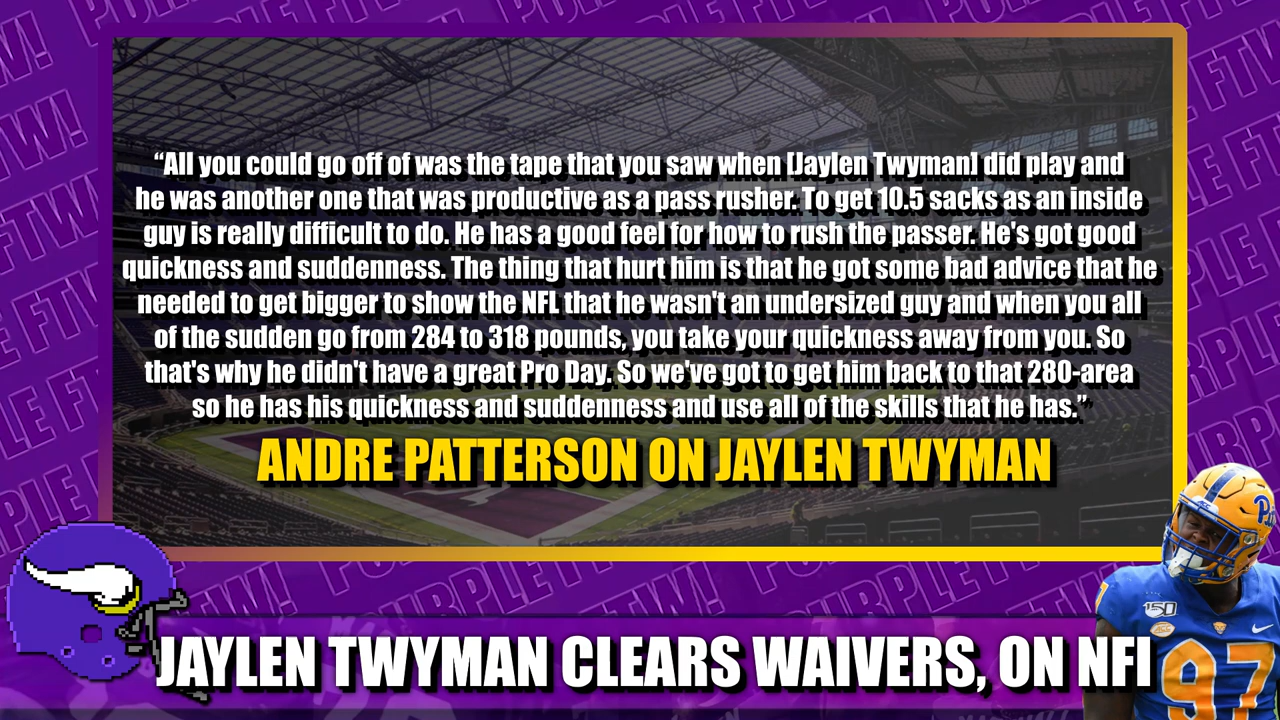 “All you could go off of was the tape that you saw when [Jaylen Twyman] did play and
he was another one that was productive as a pass rusher. To get 10.5 sacks as an inside
guy is really difficult to do. He has a good feel for how to rush the passer. He's got good
quickness and suddenness. The thing that hurt him is that he got some bad advice that he
needed to get bigger to show the NFL that he wasn't an undersized guy and when you all
of the sudden go from 284 to 318 pounds, you take your quickness away from you. So
that's why he didn't have a great Pro Day. So we've got to get him back to that 280-area
so he has his quickness and suddenness and use all of the skills that he has.”
ANDRE PATTERSON ON JAYLEN TWYMAN
JAYLEN TWYMAN CLEARS WAIVERS, ON NFI
PURPLE FTW!
150
ACC
97